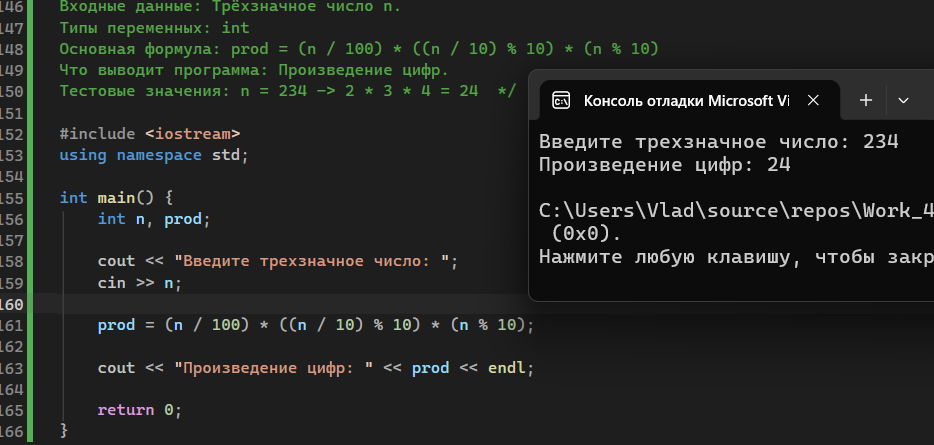 146 Входные данные: Трёхзначное число n.
147 Типы переменных: int
148 Основная формула: prod = (n / 100) * ((n / 10) % 10) * (n % 10)
149 Что выводит программа: Произведение цифр.
150 Тестовые значения: n = 234 -> 2 * 3 * 4 = 24 */
151
152 #include <iostream>
153 using namespace std;
154
155 int main() {
156 int n, prod;
157
158 cout << "Введите трехзначное число: ";
159 cin >> n;
160
161 prod = (n / 100) * ((n / 10) % 10) * (n % 10);
162
163 cout << "Произведение цифр: " << prod << endl;
164
165 return 0;
166 }
Консоль отладки Microsoft Vi
Введите трехзначное число: 234
Произведение цифр: 24
C:\Users\Vlad\source\repos\Work_4
(0x0).
Нажмите любую клавишу, чтобы закр